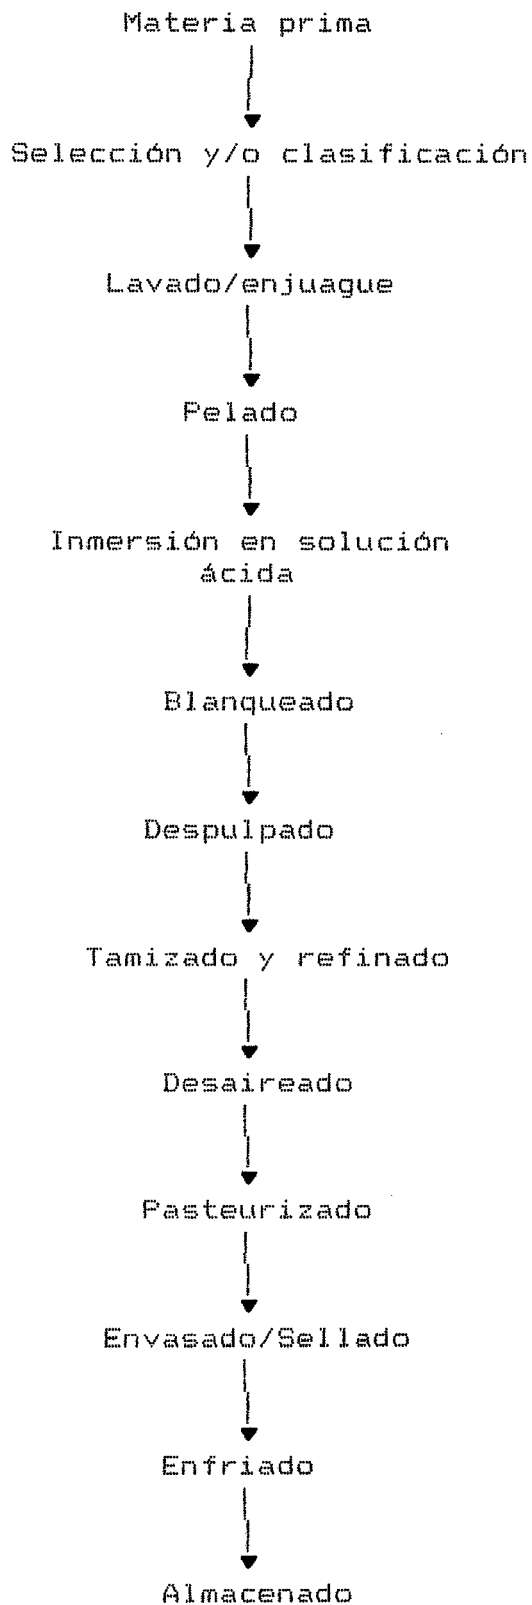 Materia prima
Selección y/o clasificación
Lavado/enjuague
Pelado
Inmersión en solución
ácida
Blanqueado
Despulpado
Tamizado y refinado
Desaireado
Pasteurizado
Envasado/Sellado
Enfriado
Almacenado